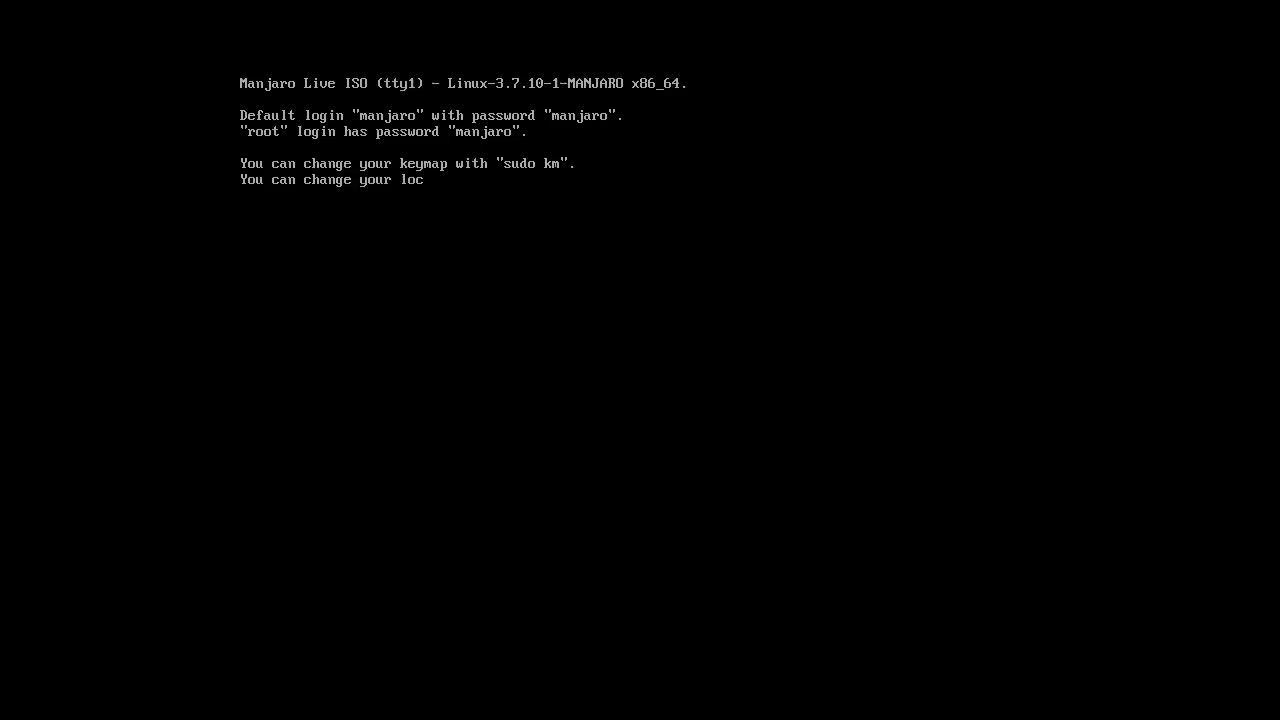 Manjaro Live ISO (tty1) - Linux-3.7.10-1-MANJARO x86_64.
Default login "manjaro" with password "manjaro".
"root" login has password "manjaro".
You can change your keymap with "sudo km".
You can change your loc